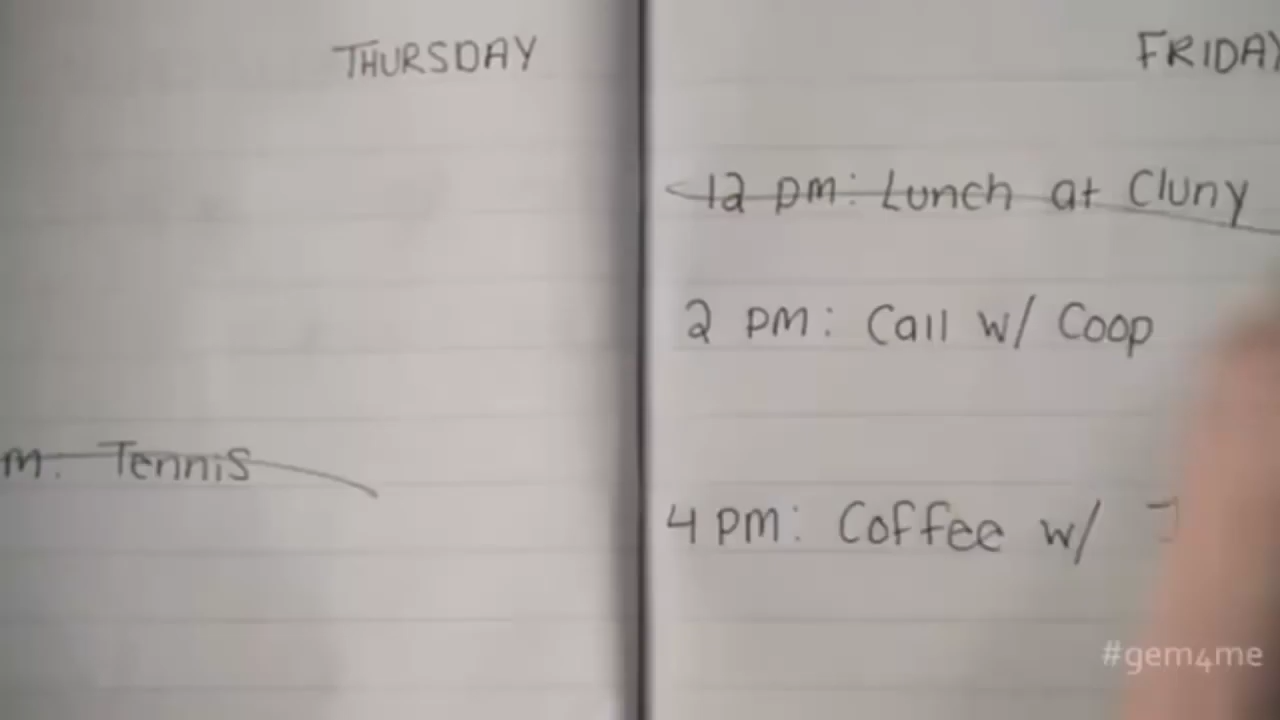 THURSDAY
m: Tennis
FRIDAY
12 pm: Lunch at Cluny
2 pm: Call w/ Coop
4 pm: Coffee w/
#gem4me